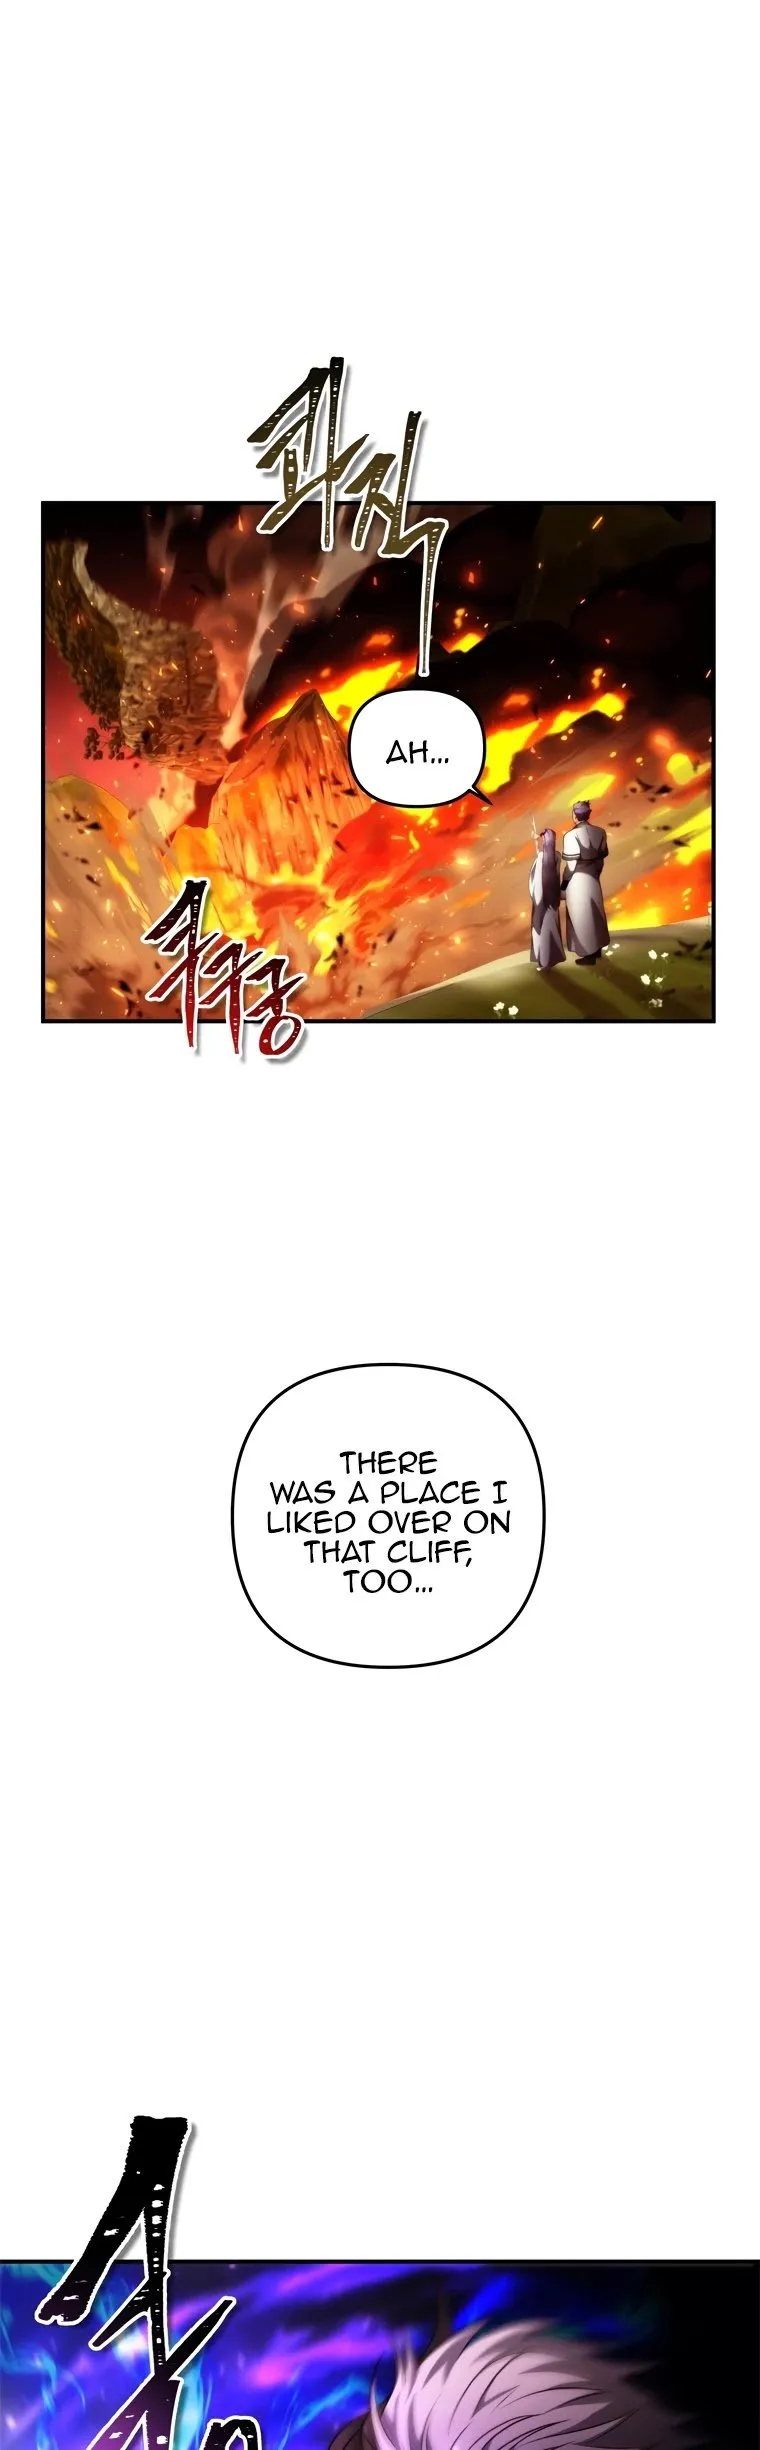 콰직
AH...
쿠구궁
THERE
WAS A PLACE I
LIKED OVER ON
THAT CLIFF,
TOO...